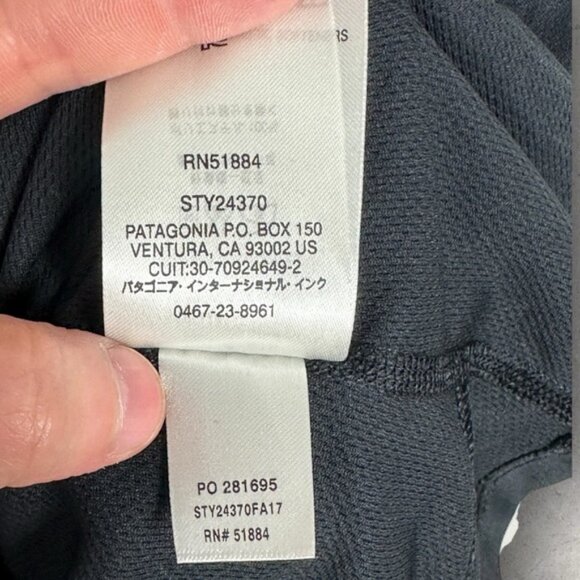 SOFTENERS
RN51884
STY24370
PATAGONIA P.O. BOX 150
VENTURA, CA 93002 US
CUIT:30-70924649-2
パタゴニア・インターナショナル・インク
0467-23-8961
PO 281695
STY24370FA17
RN# 51884